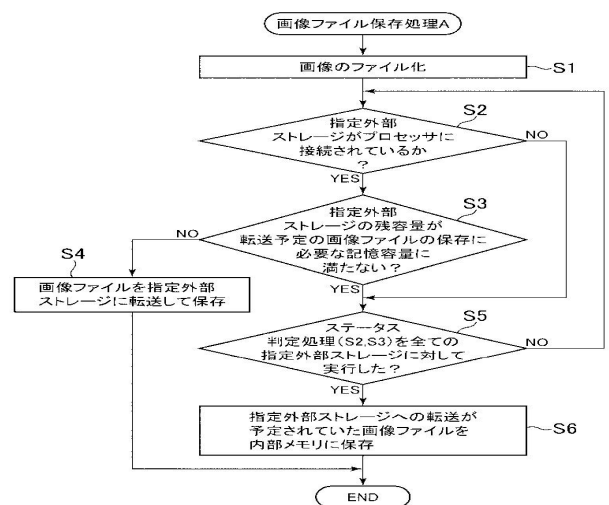 画像ファイル保存処理A
画像のファイル化
S1
S2
指定外部
ストレージがプロセッサに
接続されているか
?
NO
YES
S3
指定外部
ストレージの残容量が
転送予定の画像ファイルの保存に
必要な記憶容量に
満たない?
NO
YES
S4
画像ファイルを指定外部
ストレージに転送して保存
S5
ステータス
判定処理(S2,S3)を全ての
指定外部ストレージに対して
実行した?
NO
YES
指定外部ストレージへの転送が
予定されていた画像ファイルを
内部メモリに保存
S6
END